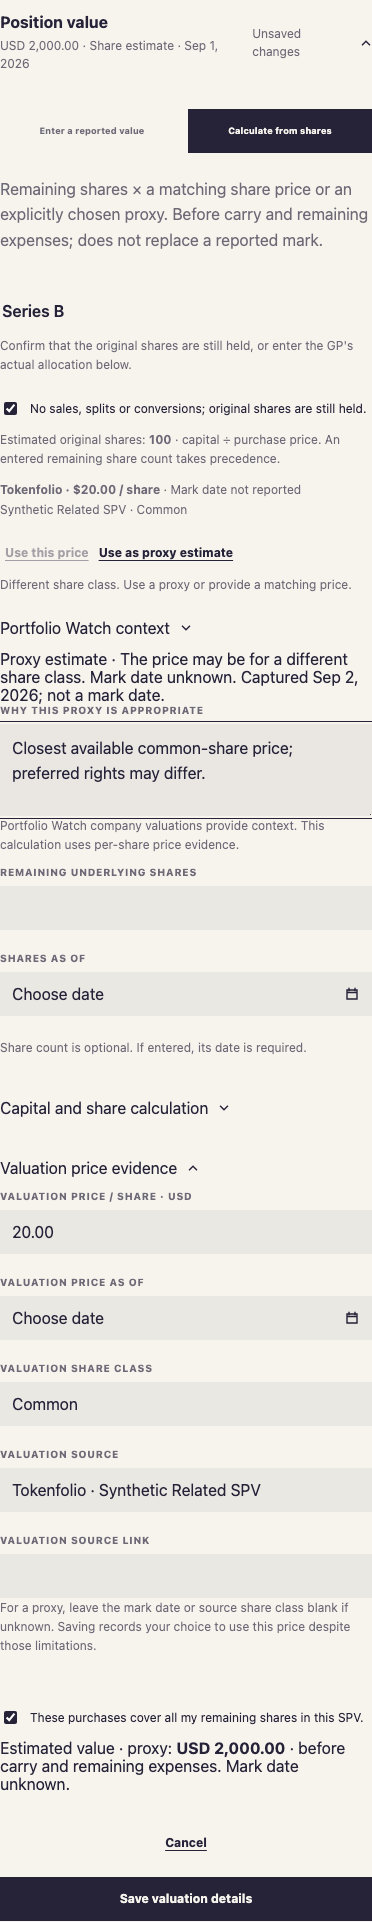 Position value
USD 2,000.00 · Share estimate · Sep 1,
2026
Unsaved
changes
Enter a reported value
Calculate from shares
Remaining shares × a matching share price or an
explicitly chosen proxy. Before carry and remaining
expenses; does not replace a reported mark.
Series B
Confirm that the original shares are still held, or enter the GP's
actual allocation below.
No sales, splits or conversions; original shares are still held.
Estimated original shares: 100 · capital ÷ purchase price. An
entered remaining share count takes precedence.
Tokenfolio · $20.00 / share · Mark date not reported
Synthetic Related SPV · Common
Use this price Use as proxy estimate
Different share class. Use a proxy or provide a matching price.
Portfolio Watch context
Proxy estimate · The price may be for a different
share class. Mark date unknown. Captured Sep 2,
2026; not a mark date.
WHY THIS PROXY IS APPROPRIATE
Closest available common-share price;
preferred rights may differ.
Portfolio Watch company valuations provide context. This
calculation uses per-share price evidence.
REMAINING UNDERLYING SHARES
SHARES AS OF
Choose date
Share count is optional. If entered, its date is required.
Capital and share calculation
Valuation price evidence
VALUATION PRICE / SHARE · USD
20.00
VALUATION PRICE AS OF
Choose date
VALUATION SHARE CLASS
Common
VALUATION SOURCE
Tokenfolio · Synthetic Related SPV
VALUATION SOURCE LINK
For a proxy, leave the mark date or source share class blank if
unknown. Saving records your choice to use this price despite
those limitations.
These purchases cover all my remaining shares in this SPV.
Estimated value · proxy: USD 2,000.00 · before
carry and remaining expenses. Mark date
unknown.
Cancel
Save valuation details